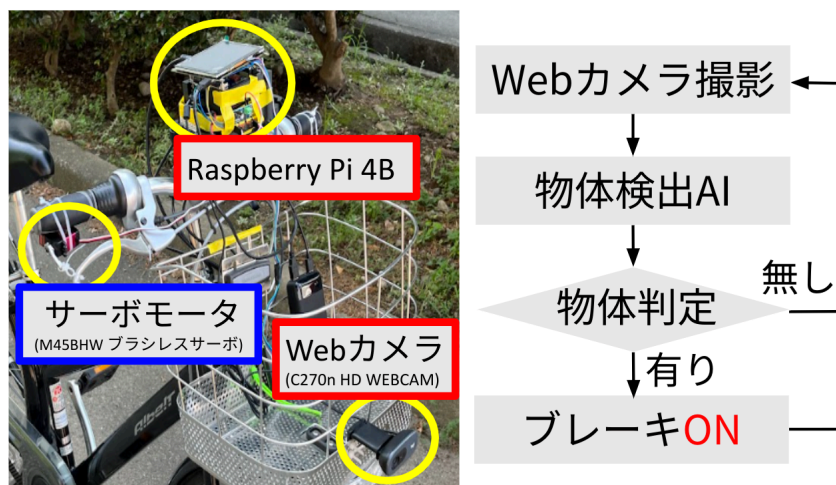 Raspberry Pi 4B
サーボモータ
(M45BHW ブラシレスサーボ)
Webカメラ
(C270n HD WEBCAM)
Albelt
Webカメラ撮影
物体検出AI
物体判定
無し
有り
ブレーキON